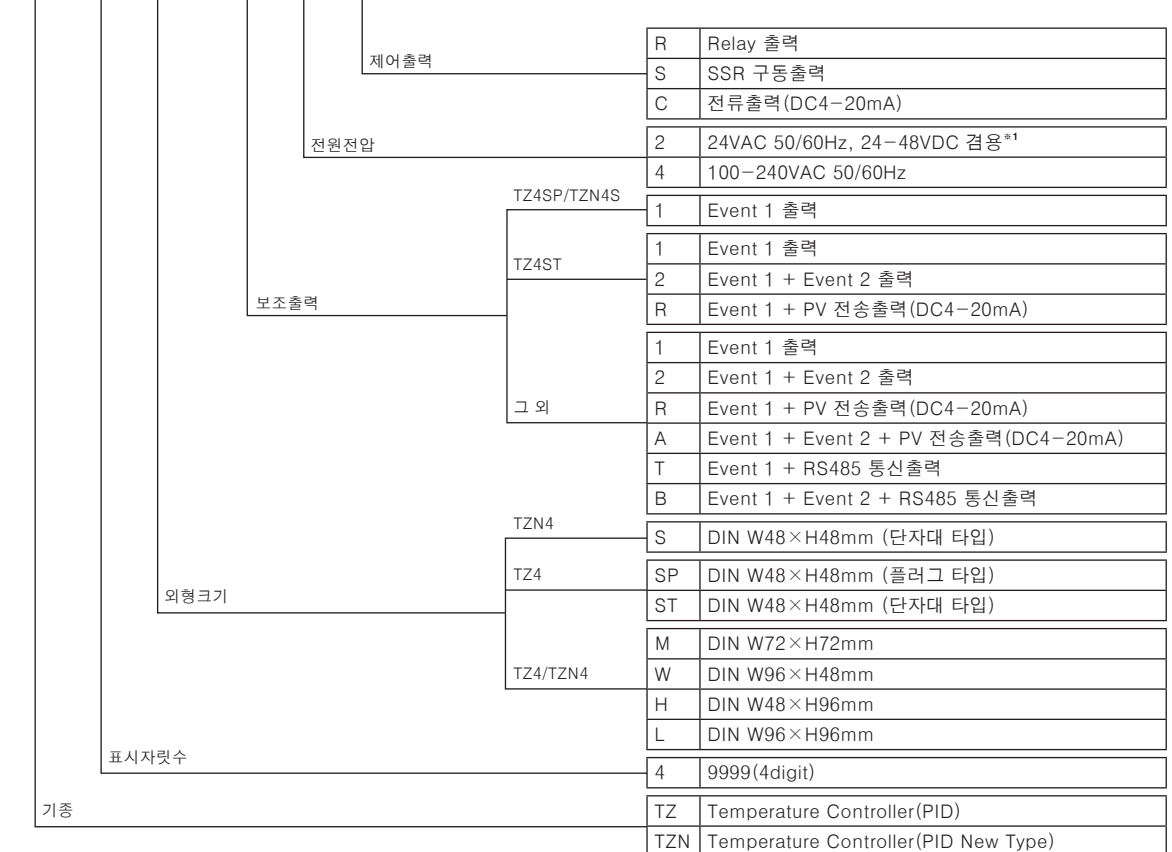 제어출력
R Relay 출력
S SSR 구동출력
C 전류출력(DC4-20mA)
전원전압
2 24VAC 50/60Hz, 24-48VDC 겸용※1
4 100-240VAC 50/60Hz
보조출력
TZ4SP/TZN4S
1 Event 1 출력
TZ4ST
1 Event 1 출력
2 Event 1 + Event 2 출력
R Event 1 + PV 전송출력(DC4-20mA)
그 외
1 Event 1 출력
2 Event 1 + Event 2 출력
R Event 1 + PV 전송출력(DC4-20mA)
A Event 1 + Event 2 + PV 전송출력(DC4-20mA)
T Event 1 + RS485 통신출력
B Event 1 + Event 2 + RS485 통신출력
외형크기
TZN4
S DIN W48×H48mm (단자대 타입)
TZ4
SP DIN W48×H48mm (플러그 타입)
ST DIN W48×H48mm (단자대 타입)
TZ4/TZN4
M DIN W72×H72mm
W DIN W96×H48mm
H DIN W48×H96mm
L DIN W96×H96mm
표시자릿수
4 9999(4digit)
기종
TZ Temperature Controller(PID)
TZN Temperature Controller(PID New Type)